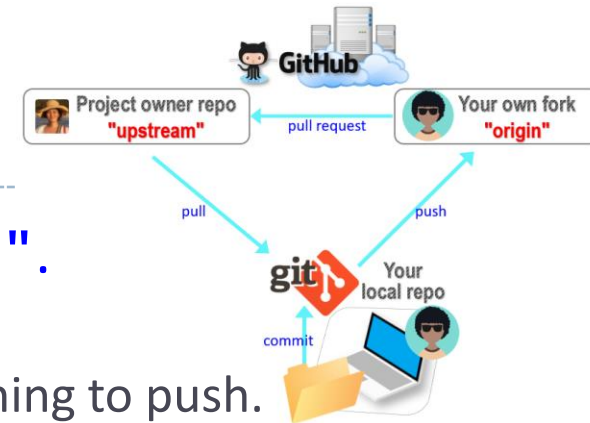 GitHub
Project owner repo
"upstream"
pull request
Your own fork
"origin"
pull
push
".
git
Your
local repo
commit
to push.